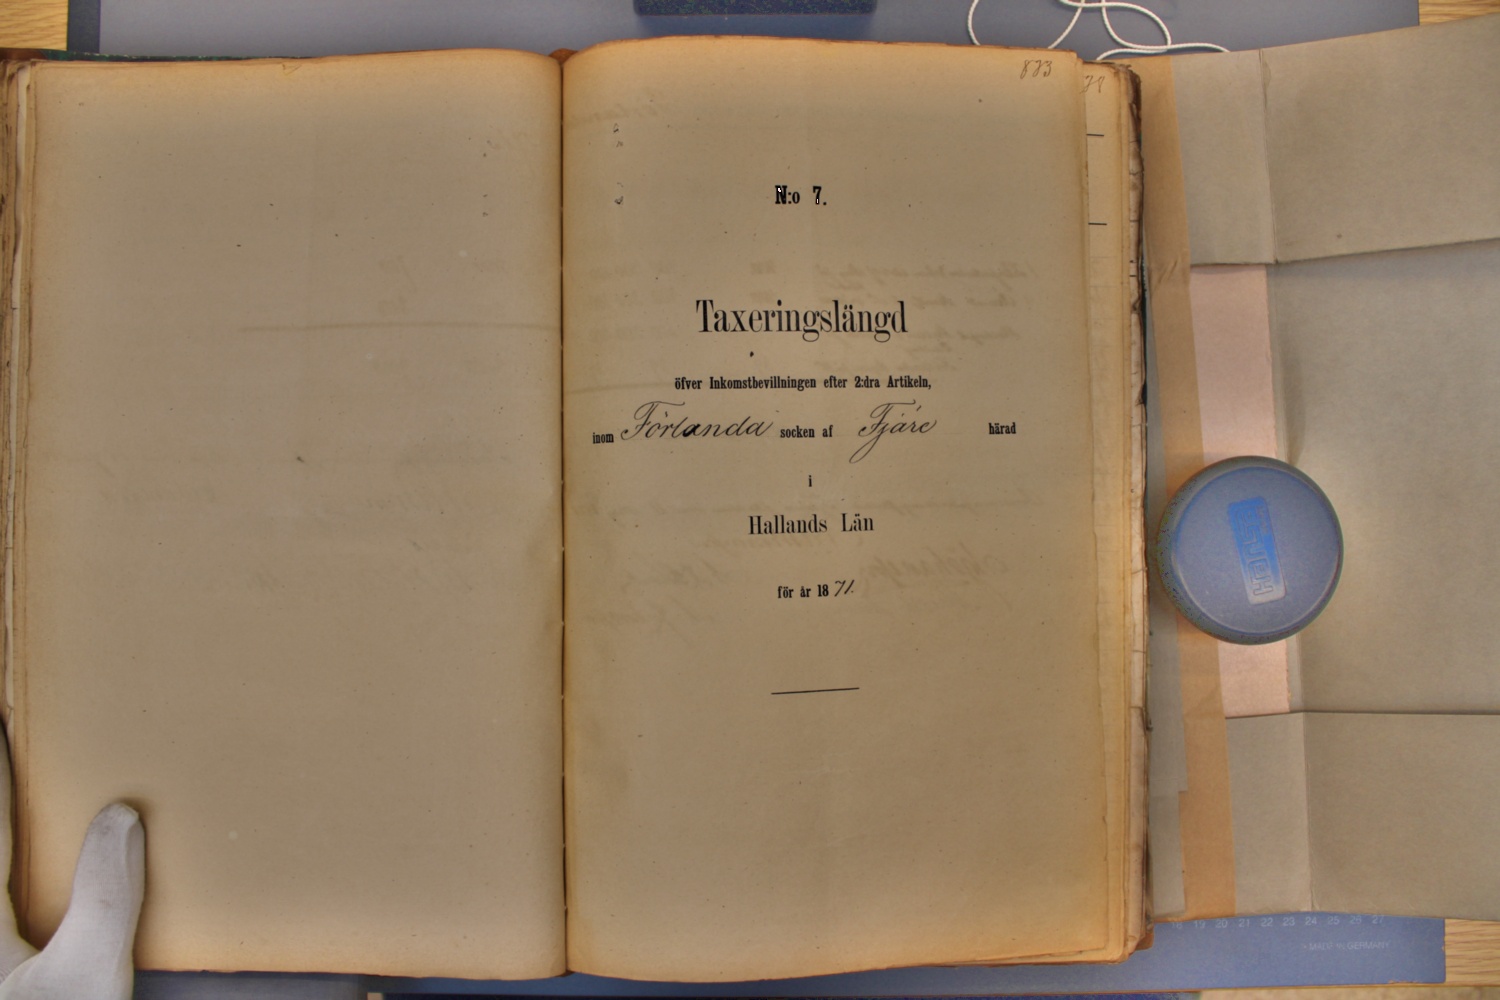 873
N:o 7.
Taxeringslängd
öfver Inkomstbevillningen efter 2:dra Artikeln,
inom Förlanda socken af Fjäre härad
i
Hallands Län
för år 1871.
18 19 20 21 22 23 24 25 26 27
MADE IN GERMANY